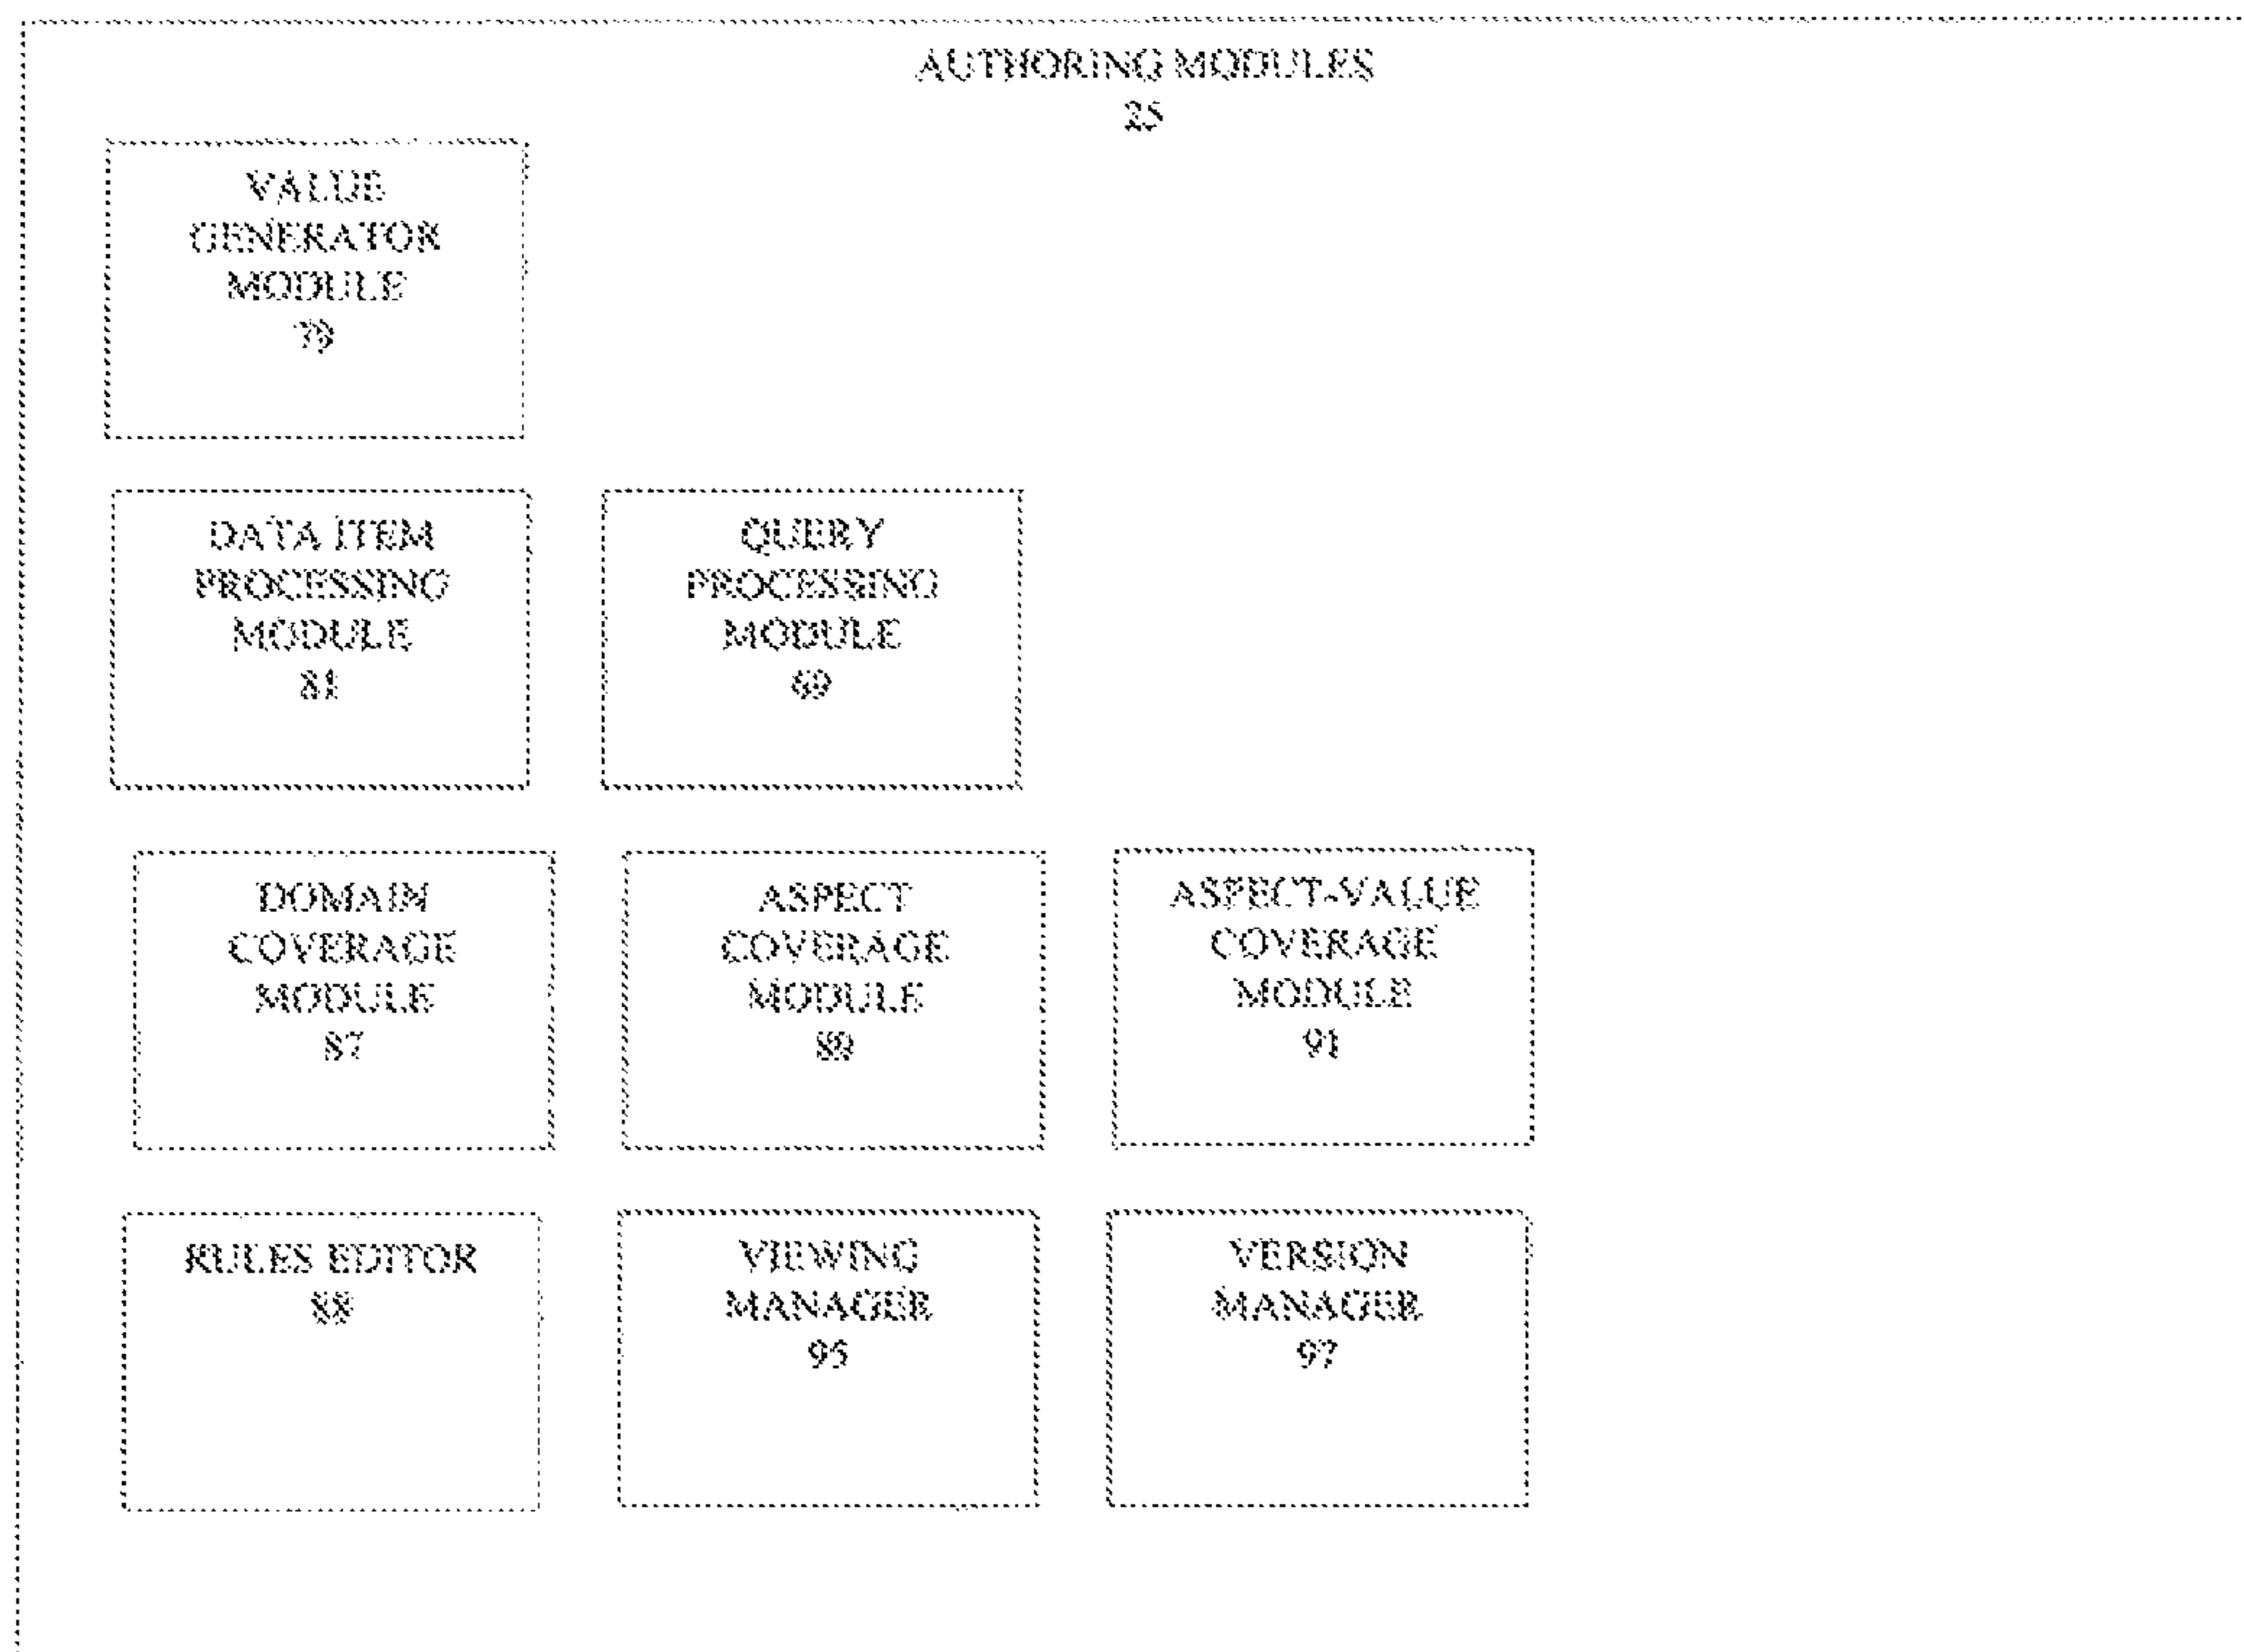 AUTHORING MODULES
25
VALUE
GENERATOR
MODULE
DATA ITEM
PROCESSING
MODULE
81
QUERY
PROCESSING
MODULE
69
DOMAIN
COVERAGE
MODULE
87
ASPECT
COVERAGE
MODULE
89
ASPECT-VALUE
COVERAGE
MODULE
91
RULES EDITOR
88
VIEWING
MANAGER
95
VERSION
MANAGER
97